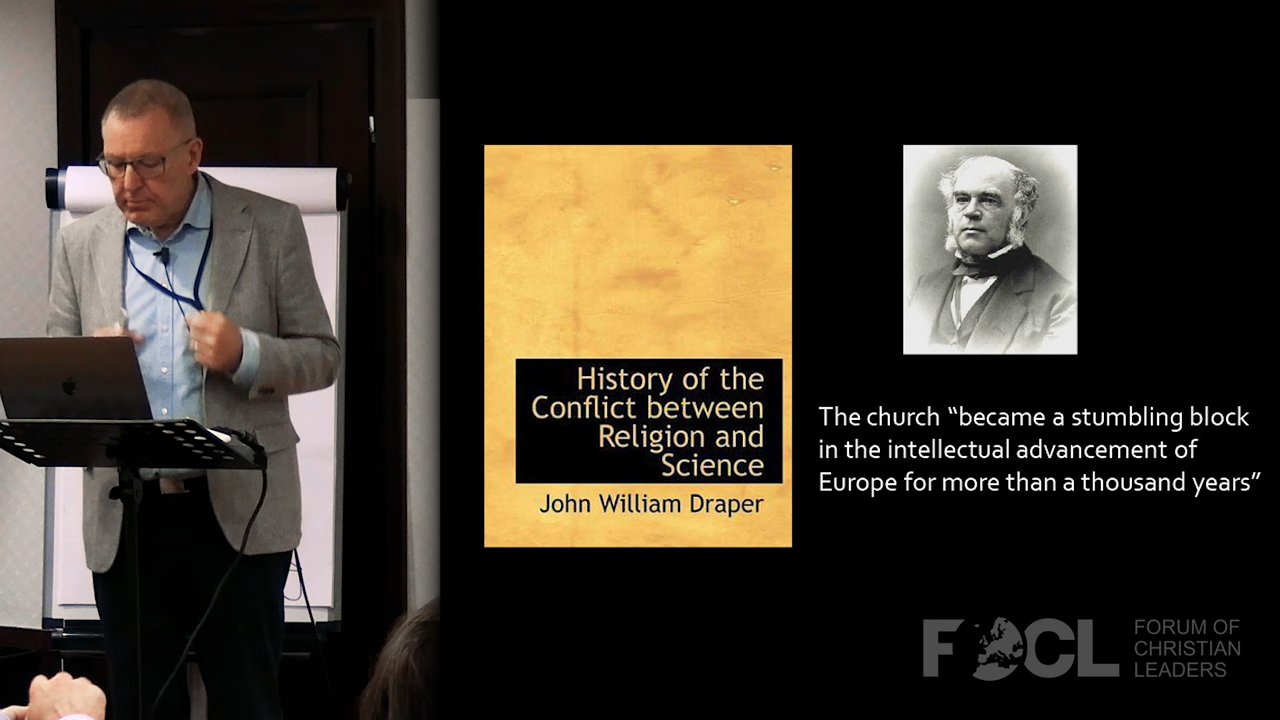 History of the
Conflict between
Religion and
Science
John William Draper
The church “became a stumbling block
in the intellectual advancement of
Europe for more than a thousand years”
FOCL
FORUM OF
CHRISTIAN
LEADERS